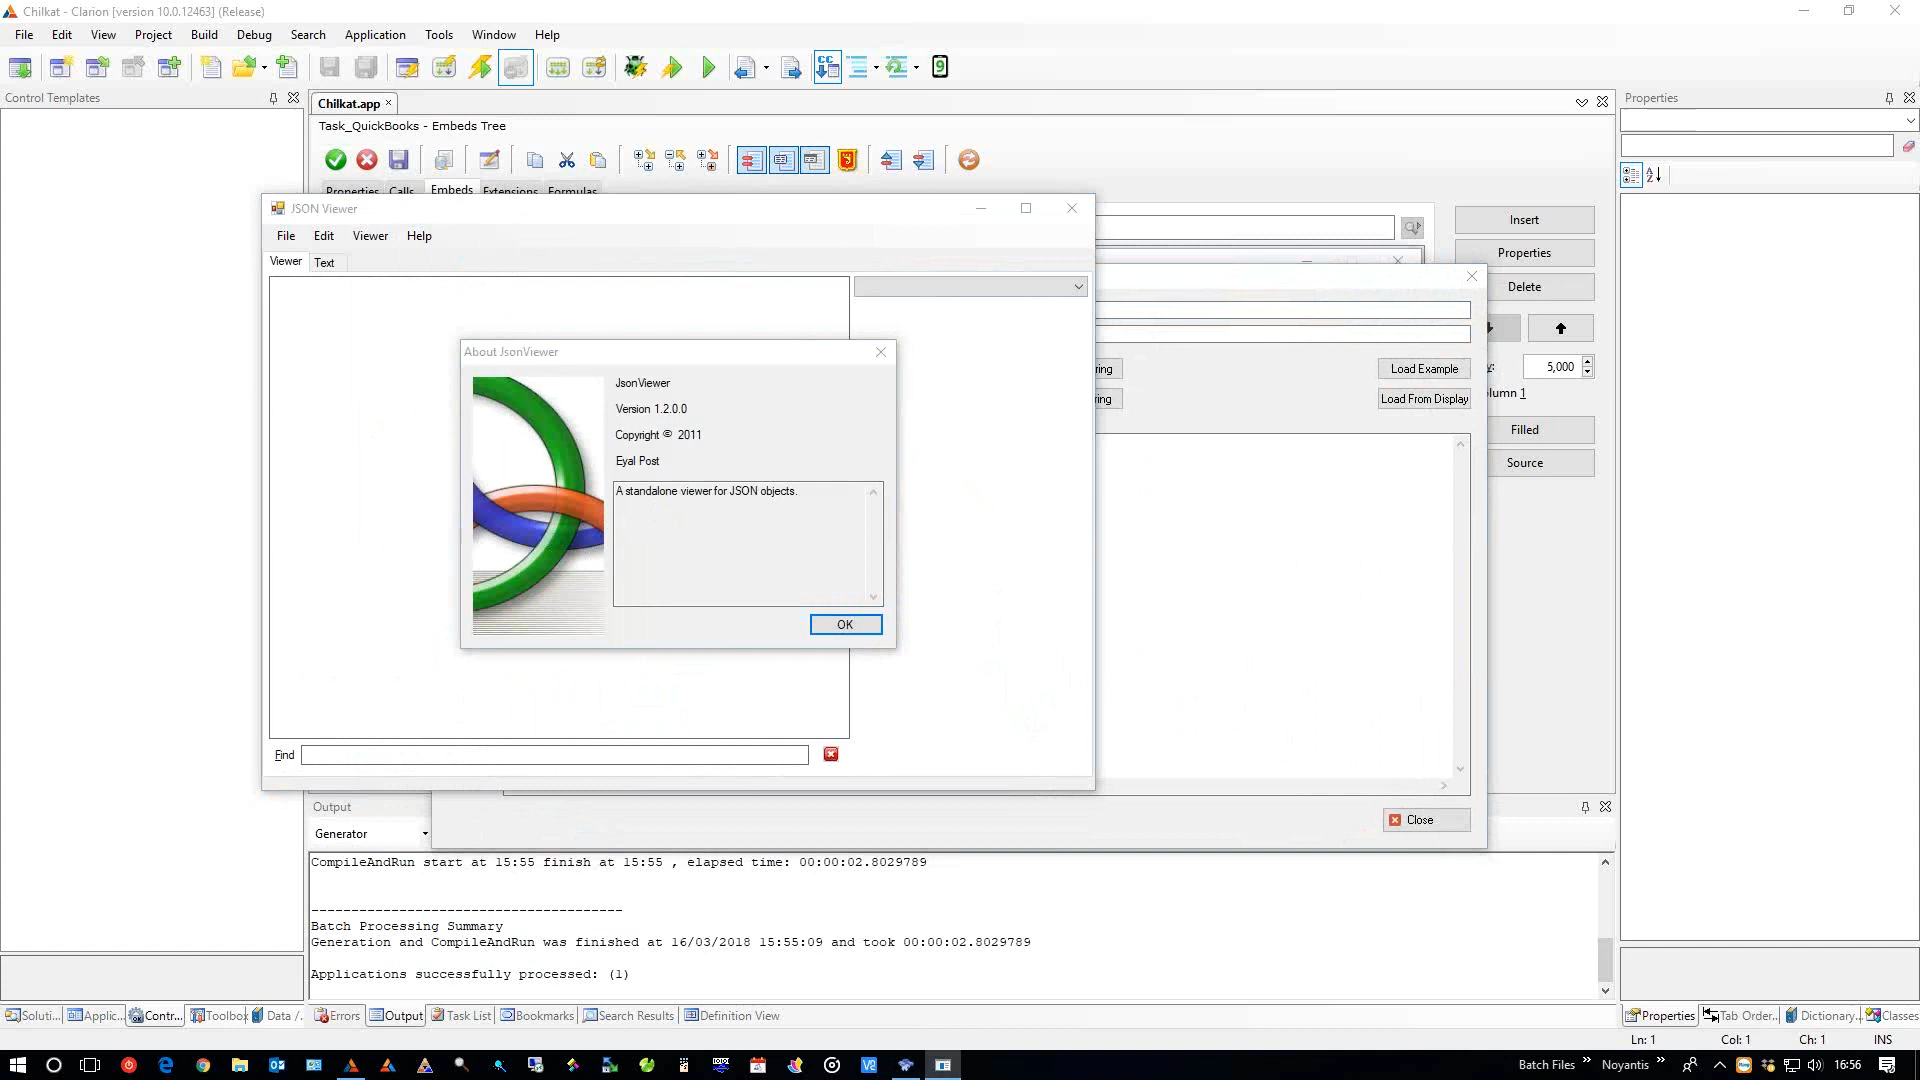 Chilkat - Clarion [version 10.0.12463] (Release)
File Edit View Project Build Debug Search Application Tools Window Help
Control Templates
Chilkat.app
Properties
Task_QuickBooks - Embeds Tree
Properties Calls Embeds Extensions Formulas
JSON Viewer
File Edit Viewer Help
Viewer Text
Insert
Properties
Delete
5,000
1
Filled
Source
Load Example
Load From Display
About JsonViewer
JsonViewer
Version 1.2.0.0
Copyright © 2011
Eyal Post
A standalone viewer for JSON objects.
OK
Find
Close
Output
Generator
CompileAndRun start at 15:55 finish at 15:55 , elapsed time: 00:00:02.8029789
---------------------------------------
Batch Processing Summary
Generation and CompileAndRun was finished at 16/03/2018 15:55:09 and took 00:00:02.8029789
Applications successfully processed: (1)
Soluti... Applic... Contr... Toolbox Data /... Errors Output Task List Bookmarks Search Results Definition View Properties Tab Order... Dictionary... Classes
Ln: 1 Col: 1 Ch: 1 INS
Batch Files Noyantis 16:56